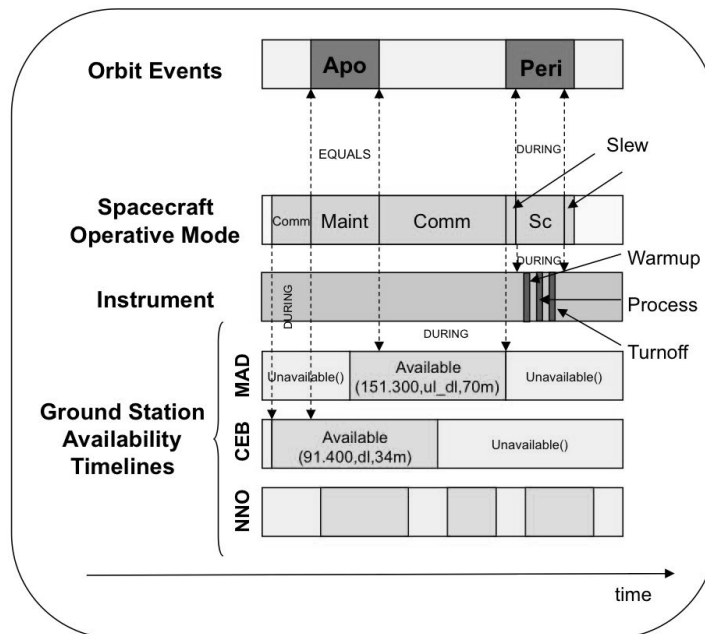 Orbit Events
Apo
Peri
EQUALS
DURING
Slew
Spacecraft
Operative Mode
Comm
Maint
Comm
Sc
DURING
Warmup
Instrument
DURING
Process
DURING
Turnoff
Ground Station
Availability
Timelines
MAD
Unavailable()
Available
(151.300,ul_dl,70m)
Unavailable()
CEB
Available
(91.400,dl,34m)
Unavailable()
NNO
time